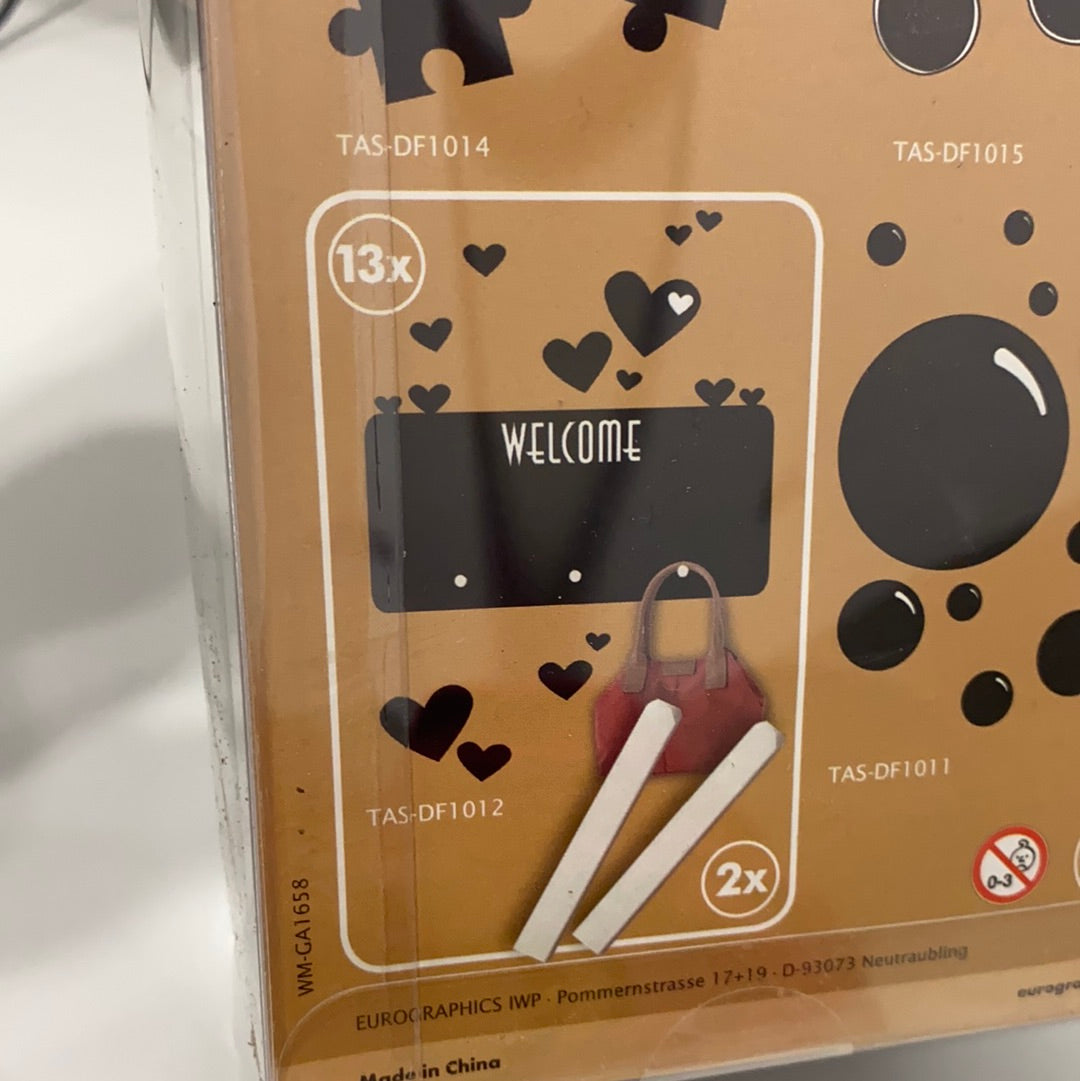 TAS-DF1014
TAS-DF1015
13x
WELCOME
TAS-DF1012
TAS-DF1011
2x
0-3
WM-GA1658
EUROGRAPHICS IWP · Pommernstrasse 17+19 · D-93073 Neutraubling
eurogra
Made in China